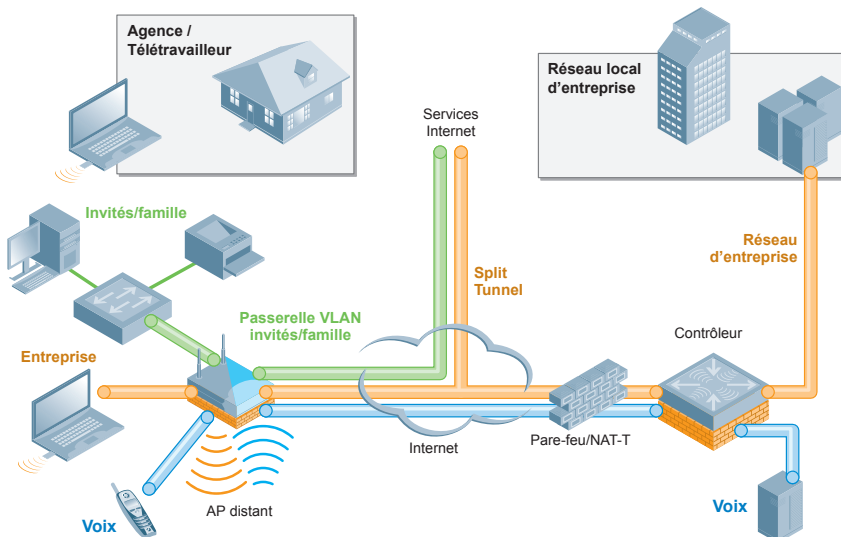 Agence /
Télétravailleur
Réseau local
d'entreprise
Services
Internet
Invités/famille
Réseau
d'entreprise
Split
Tunnel
Passerelle VLAN
invités/famille
Contrôleur
Entreprise
Internet
Pare-feu/NAT-T
AP distant
Voix
Voix